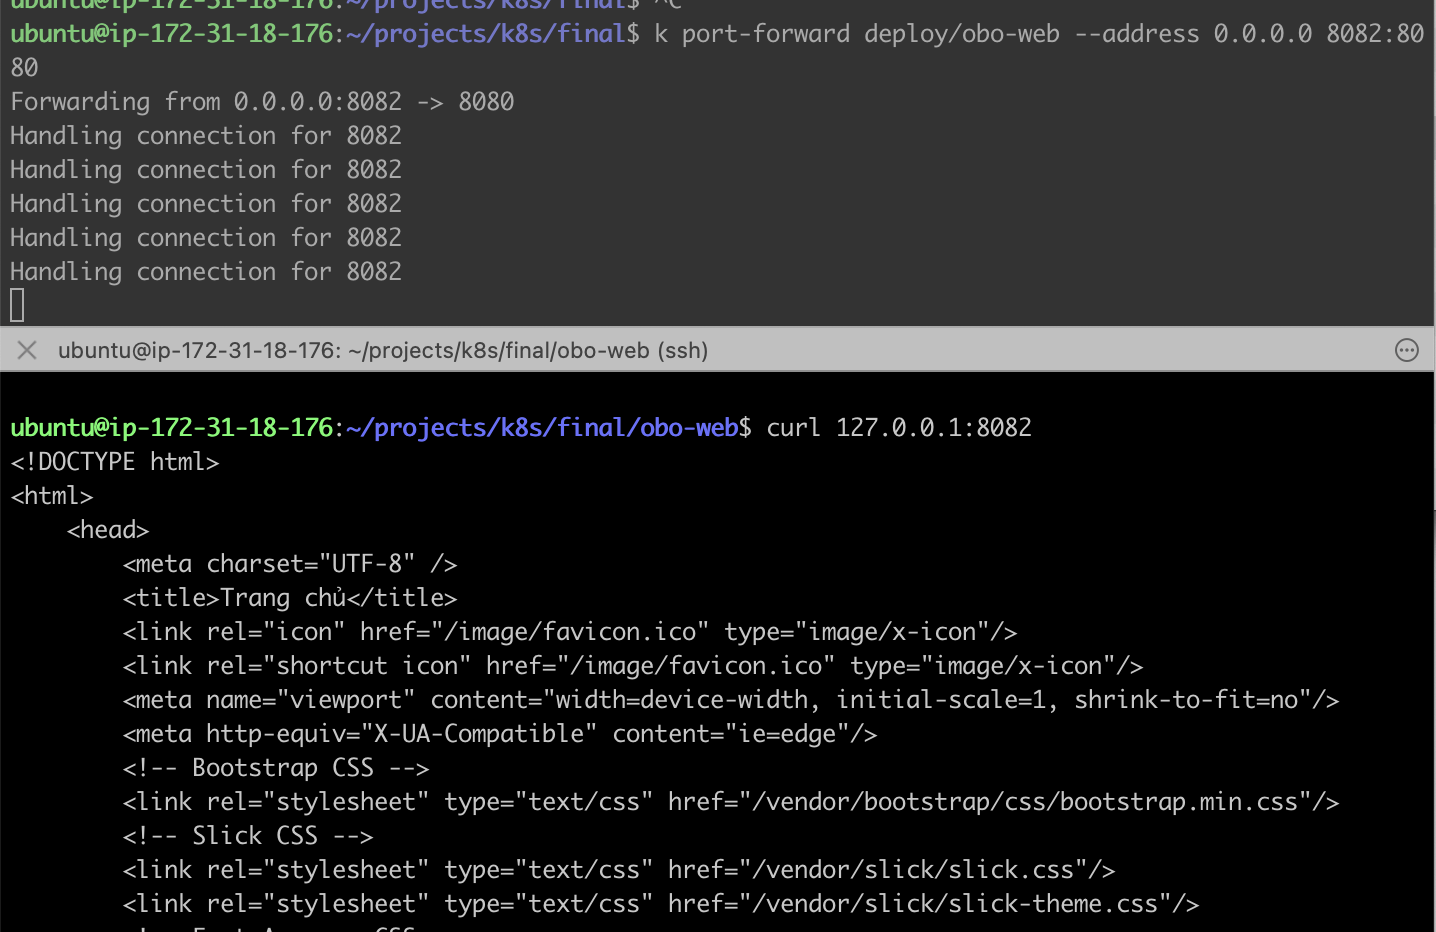 ubuntu@ip-172-31-18-176:~/projects/k8s/final$ ^C
ubuntu@ip-172-31-18-176:~/projects/k8s/final$ k port-forward deploy/obo-web --address 0.0.0.0 8082:80
80
Forwarding from 0.0.0.0:8082 -> 8080
Handling connection for 8082
Handling connection for 8082
Handling connection for 8082
Handling connection for 8082
Handling connection for 8082
ubuntu@ip-172-31-18-176: ~/projects/k8s/final/obo-web (ssh)
ubuntu@ip-172-31-18-176:~/projects/k8s/final/obo-web$ curl 127.0.0.1:8082
<!DOCTYPE html>
<html>
    <head>
        <meta charset="UTF-8" />
        <title>Trang chủ</title>
        <link rel="icon" href="/image/favicon.ico" type="image/x-icon"/>
        <link rel="shortcut icon" href="/image/favicon.ico" type="image/x-icon"/>
        <meta name="viewport" content="width=device-width, initial-scale=1, shrink-to-fit=no"/>
        <meta http-equiv="X-UA-Compatible" content="ie=edge"/>
        <!-- Bootstrap CSS -->
        <link rel="stylesheet" type="text/css" href="/vendor/bootstrap/css/bootstrap.min.css"/>
        <!-- Slick CSS -->
        <link rel="stylesheet" type="text/css" href="/vendor/slick/slick.css"/>
        <link rel="stylesheet" type="text/css" href="/vendor/slick/slick-theme.css"/>